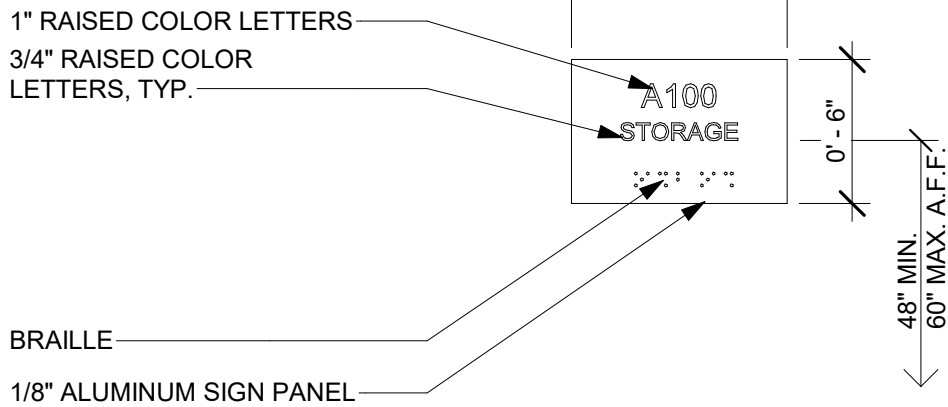 1" RAISED COLOR LETTERS
3/4" RAISED COLOR
LETTERS, TYP.
A100
STORAGE
0' - 6"
48" MIN.
60" MAX. A.F.F.
BRAILLE
1/8" ALUMINUM SIGN PANEL